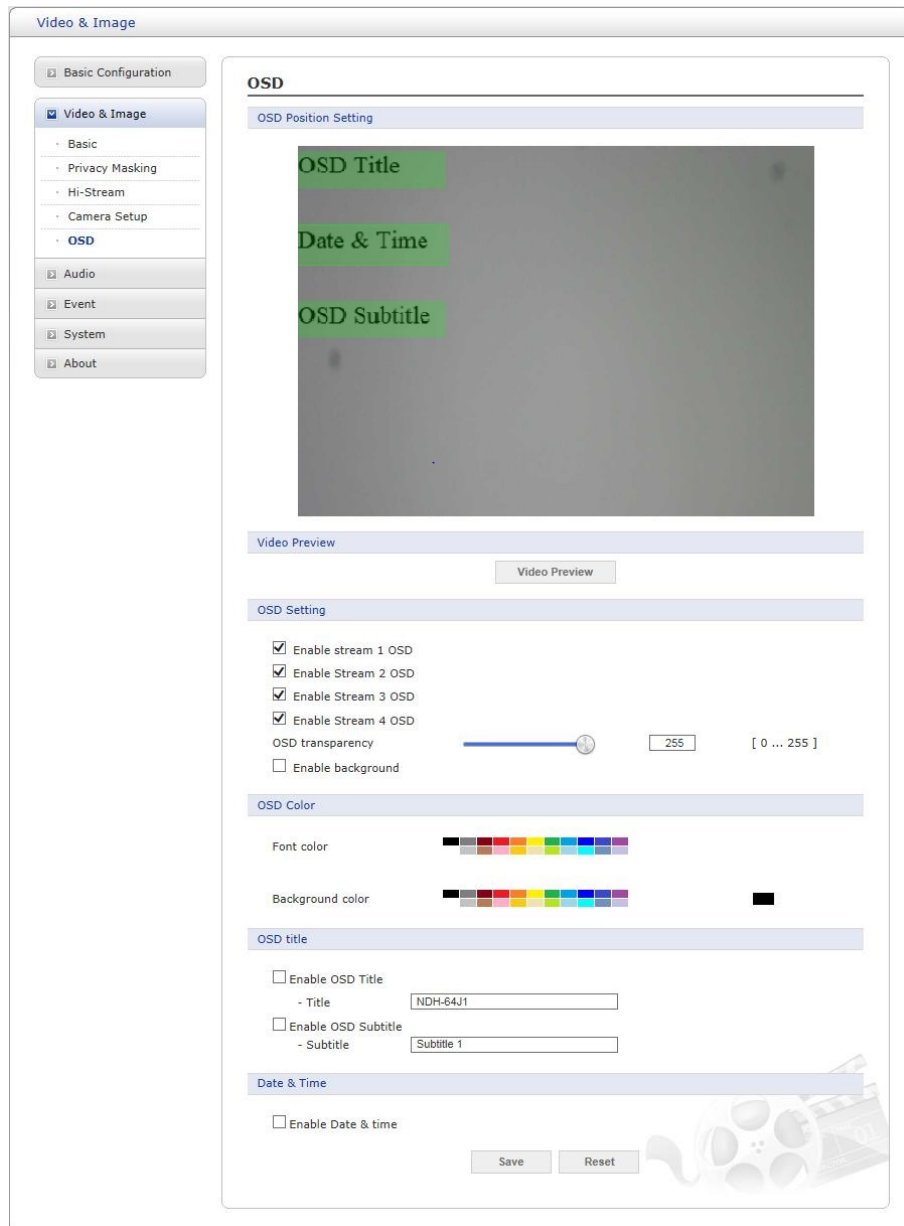 Video & Image
Basic Configuration
Video & Image
· Basic
· Privacy Masking
· Hi-Stream
· Camera Setup
· OSD
Audio
Event
System
About
OSD
OSD Position Setting
OSD Title
Date & Time
OSD Subtitle
Video Preview
Video Preview
OSD Setting
Enable stream 1 OSD
Enable Stream 2 OSD
Enable Stream 3 OSD
Enable Stream 4 OSD
OSD transparency 255 [ 0 ... 255 ]
Enable background
OSD Color
Font color
Background color
OSD title
Enable OSD Title
- Title NDH-64J1
Enable OSD Subtitle
- Subtitle Subtitle 1
Date & Time
Enable Date & time
Save Reset
01